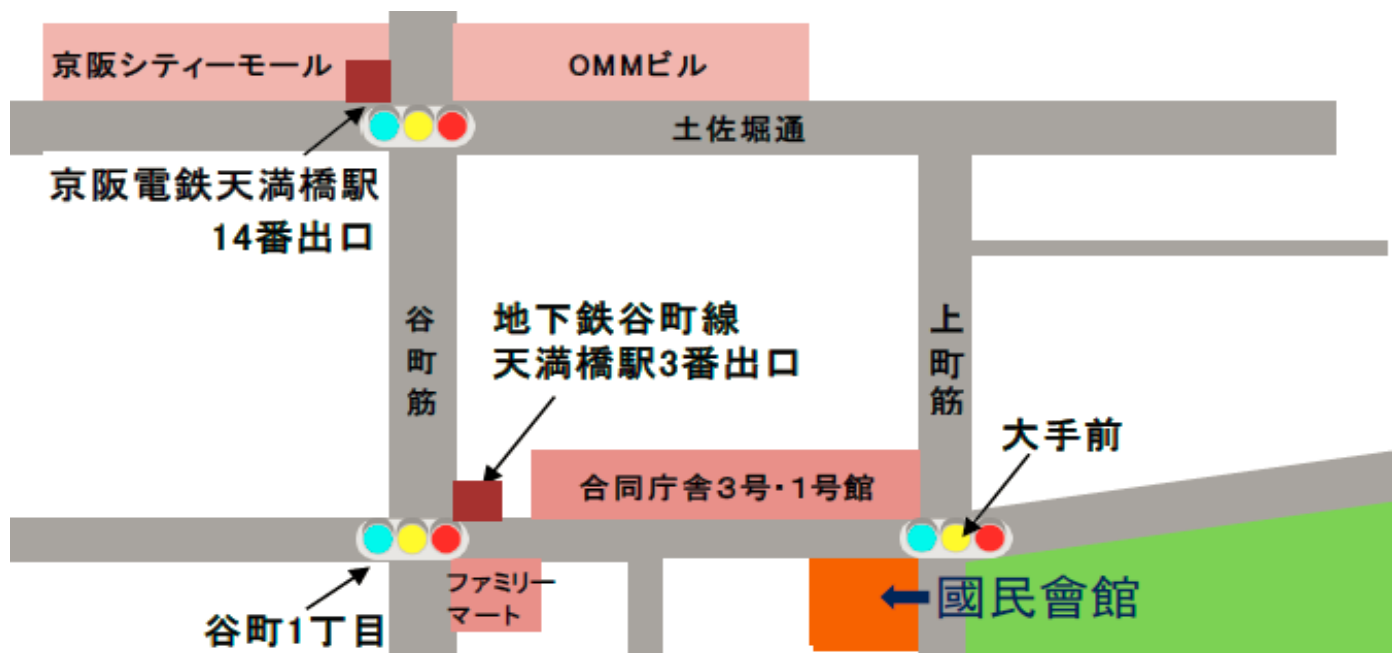 京阪シティーモール
OMMビル
土佐堀通
京阪電鉄天満橋駅
14番出口
谷町筋
地下鉄谷町線
天満橋駅3番出口
上町筋
大手前
合同庁舎3号・1号館
ファミリー
マート
國民會館
谷町1丁目